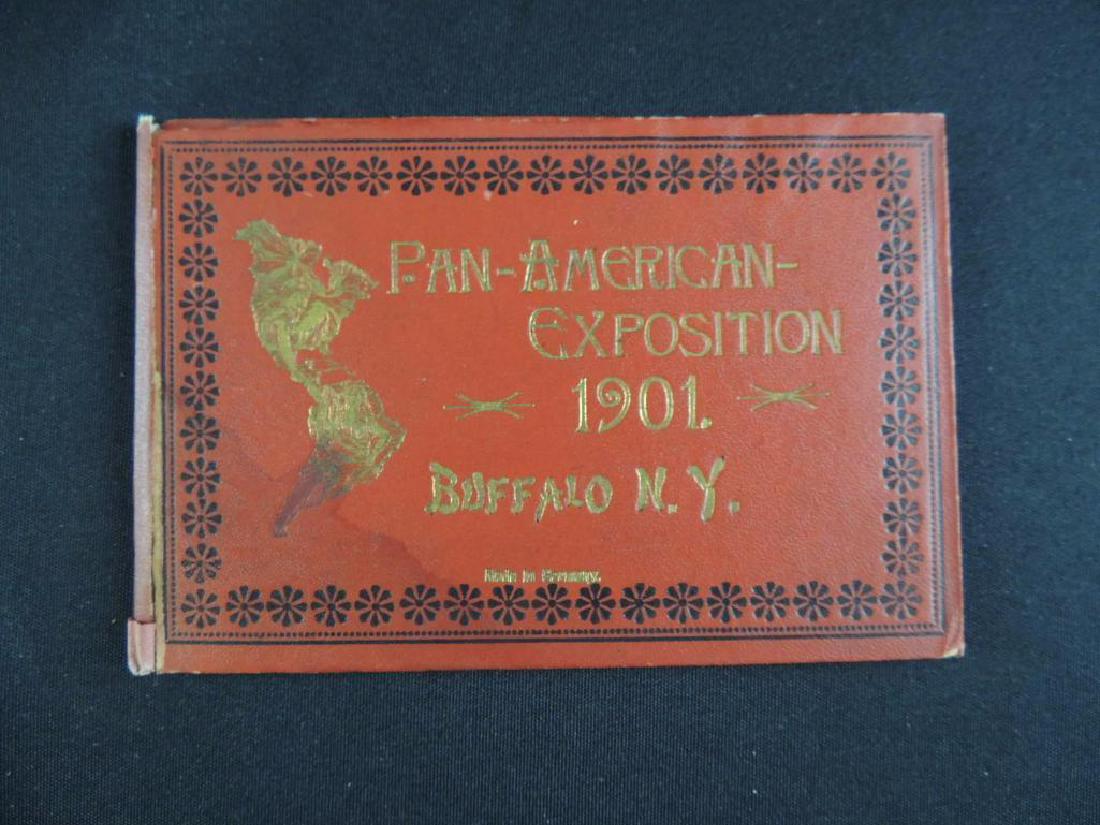 PAN-AMERICAN-
EXPOSITION
1901.
BUFFALO N.Y.
Made in Germany.